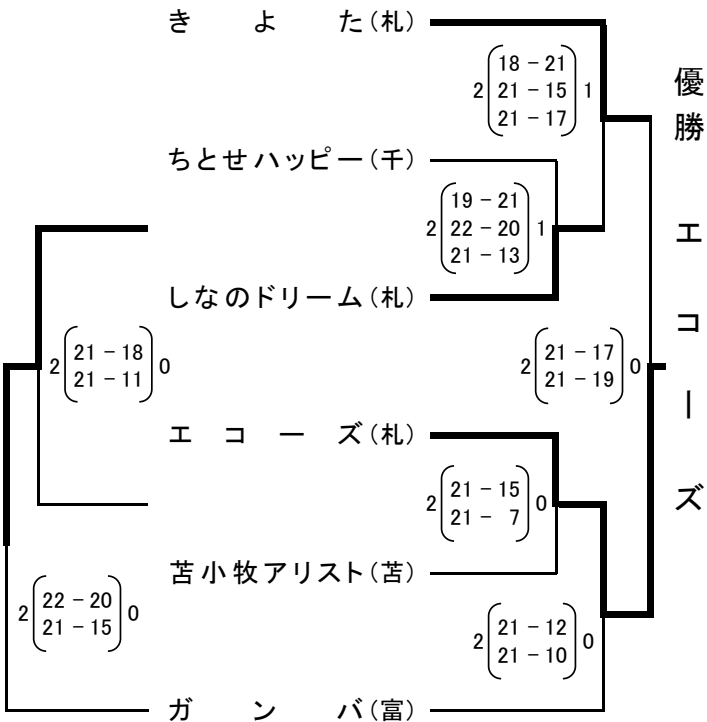 きよた(札)
2 18-21 1
21-15
21-17
優勝 エコーズ
ちとせハッピー(千)
2 19-21 1
22-20
21-13
しなのドリーム(札)
2 21-18 0
21-11
2 21-17 0
21-19
エコーズ(札)
2 21-15 0
21- 7
苫小牧アリスト(苫)
2 22-20 0
21-15
2 21-12 0
21-10
ガンバ(富)